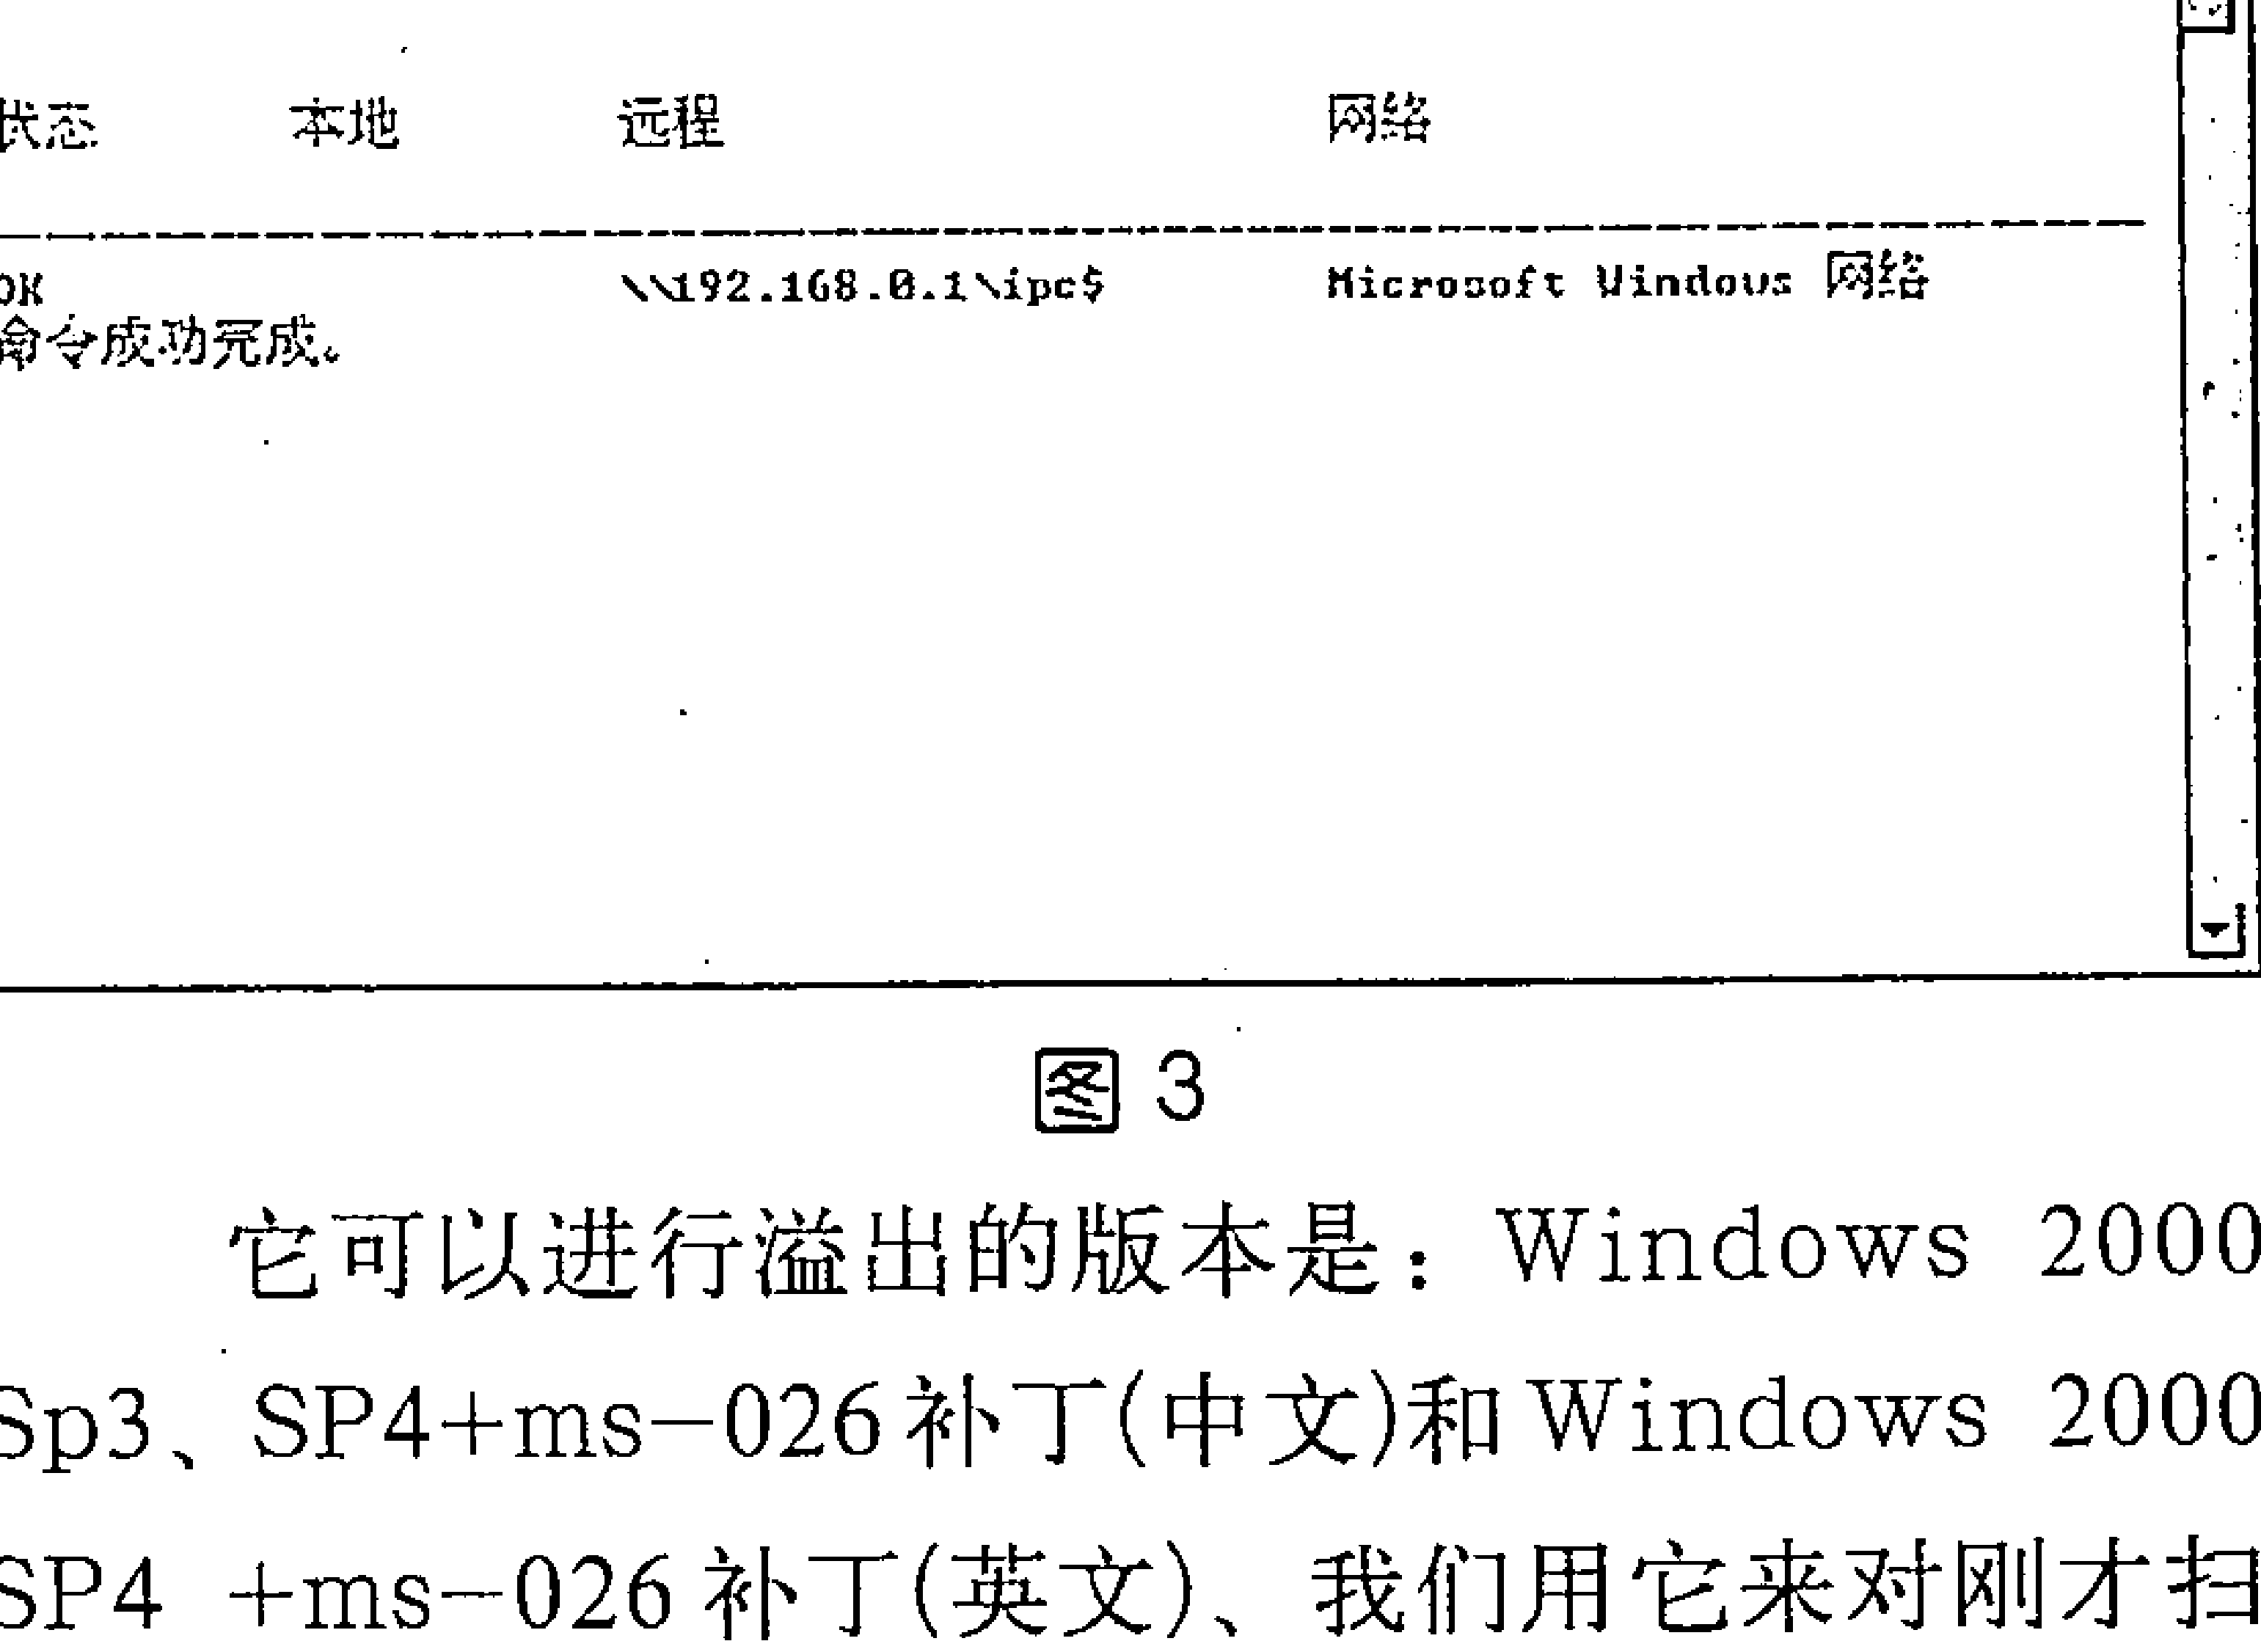 状态 本地 远程 网络
OK \\192.168.0.1\ipc$ Microsoft Windows 网络
命令成功完成。
图 3
它可以进行溢出的版本是：Windows 2000
Sp3、SP4+ms-026补丁(中文)和Windows 2000
SP4 +ms-026补丁(英文)、我们用它来对刚才扫